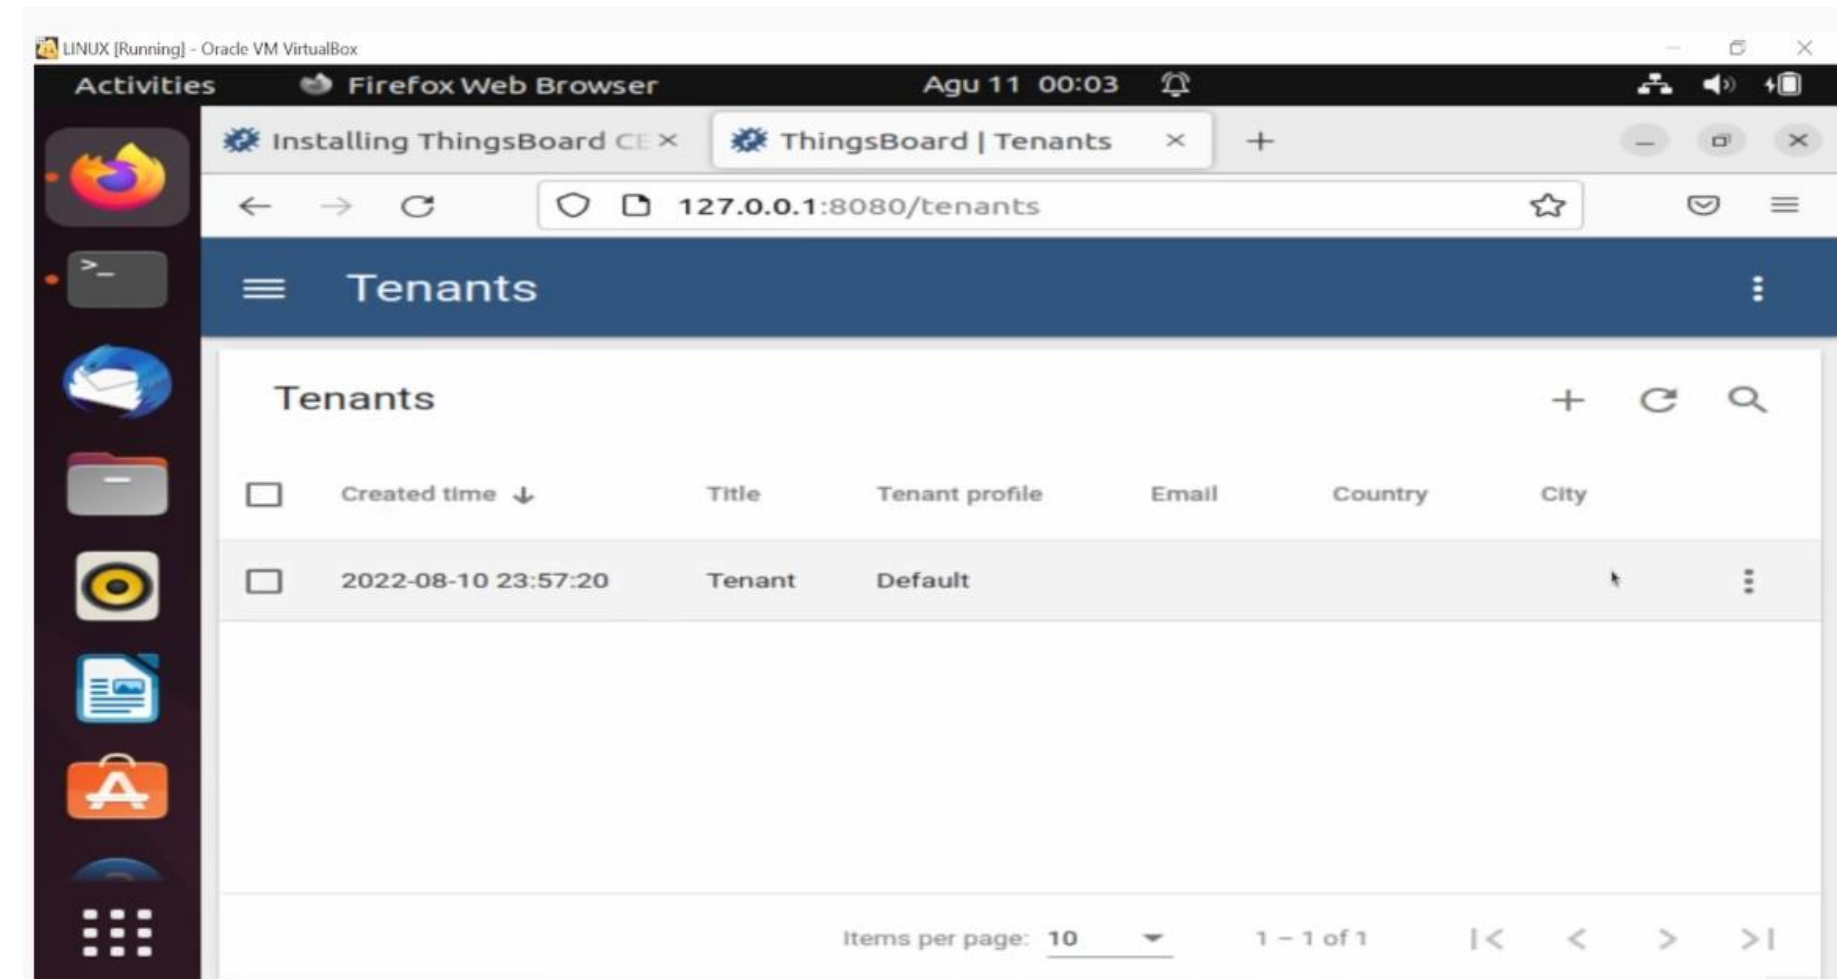 LINUX [Running] - Oracle VM VirtualBox
Activities Firefox Web Browser Agu 11 00:03
Installing ThingsBoard CE ThingsBoard | Tenants
127.0.0.1:8080/tenants
Tenants
Tenants
Created time Title Tenant profile Email Country City
2022-08-10 23:57:20 Tenant Default
Items per page: 10 1 – 1 of 1